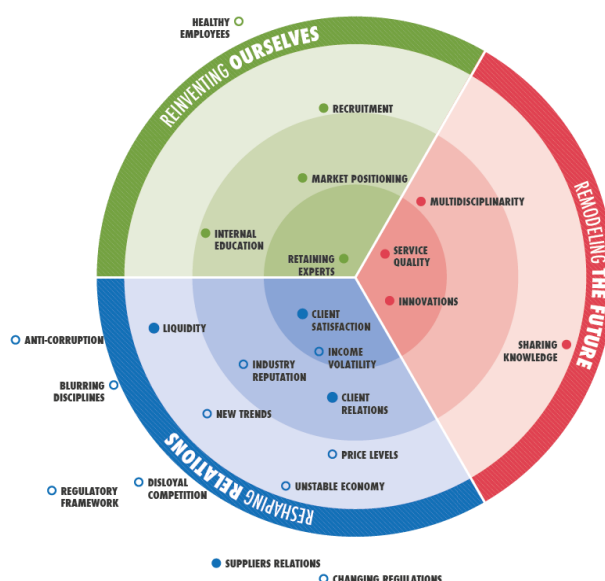 HEALTHY
EMPLOYEES
REINVENTING OURSELVES
RECRUITMENT
MARKET POSITIONING
INTERNAL
EDUCATION
RETAINING
EXPERTS
REMODELING THE FUTURE
MULTIDISCIPLINARITY
SERVICE
QUALITY
INNOVATIONS
SHARING
KNOWLEDGE
CLIENT
SATISFACTION
LIQUIDITY
ANTI-CORRUPTION
INCOME
VOLATILITY
INDUSTRY
REPUTATION
BLURRING
DISCIPLINES
CLIENT
RELATIONS
NEW TRENDS
RESHAPING RELATIONS
PRICE LEVELS
DISLOYAL
COMPETITION
UNSTABLE ECONOMY
REGULATORY
FRAMEWORK
SUPPLIERS RELATIONS
CHANGING REGULATIONS